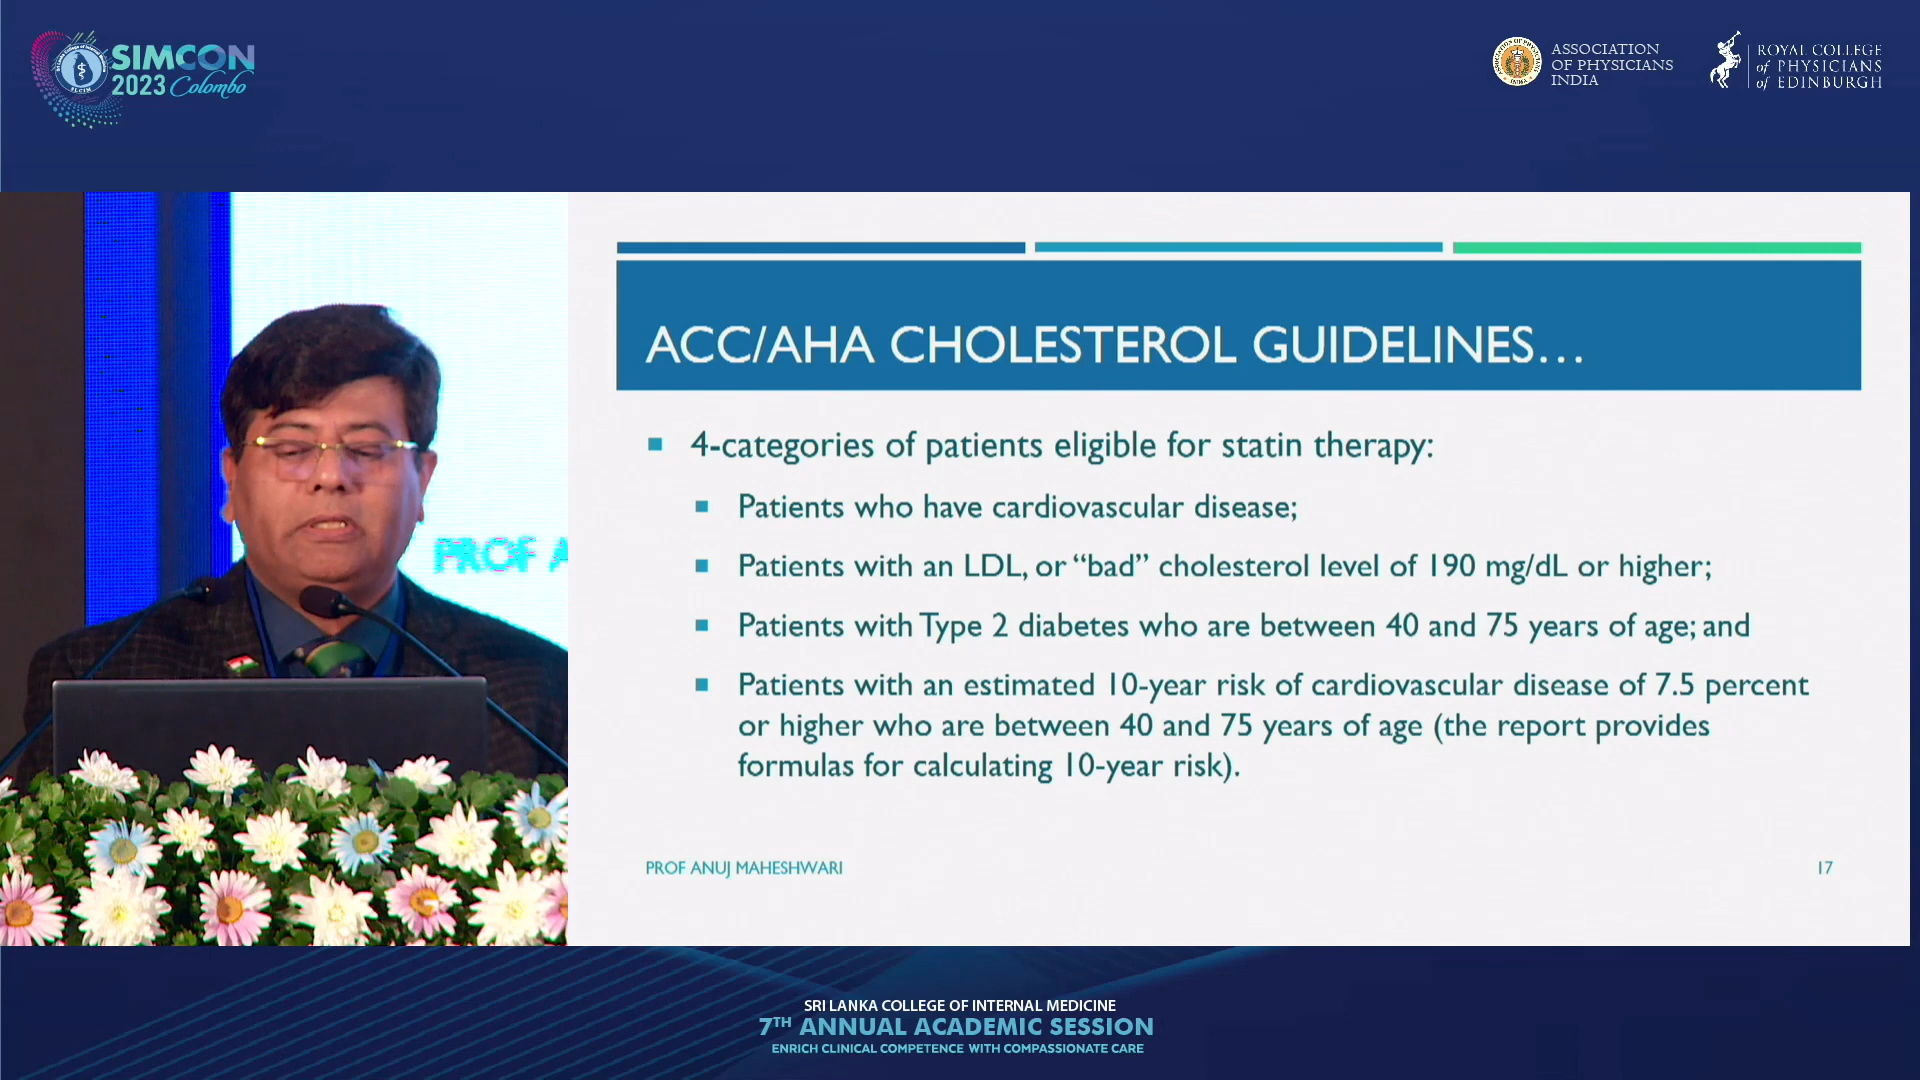 SIMCON
2023 Colombo
SLCIM
ASSOCIATION
OF PHYSICIANS
INDIA
ROYAL COLLEGE
of PHYSICIANS
of EDINBURGH
ACC/AHA CHOLESTEROL GUIDELINES…
4-categories of patients eligible for statin therapy:
Patients who have cardiovascular disease;
Patients with an LDL, or “bad” cholesterol level of 190 mg/dL or higher;
Patients with Type 2 diabetes who are between 40 and 75 years of age; and
Patients with an estimated 10-year risk of cardiovascular disease of 7.5 percent
or higher who are between 40 and 75 years of age (the report provides
formulas for calculating 10-year risk).
PROF A
PROF ANUJ MAHESHWARI
17
SRI LANKA COLLEGE OF INTERNAL MEDICINE
7TH ANNUAL ACADEMIC SESSION
ENRICH CLINICAL COMPETENCE WITH COMPASSIONATE CARE